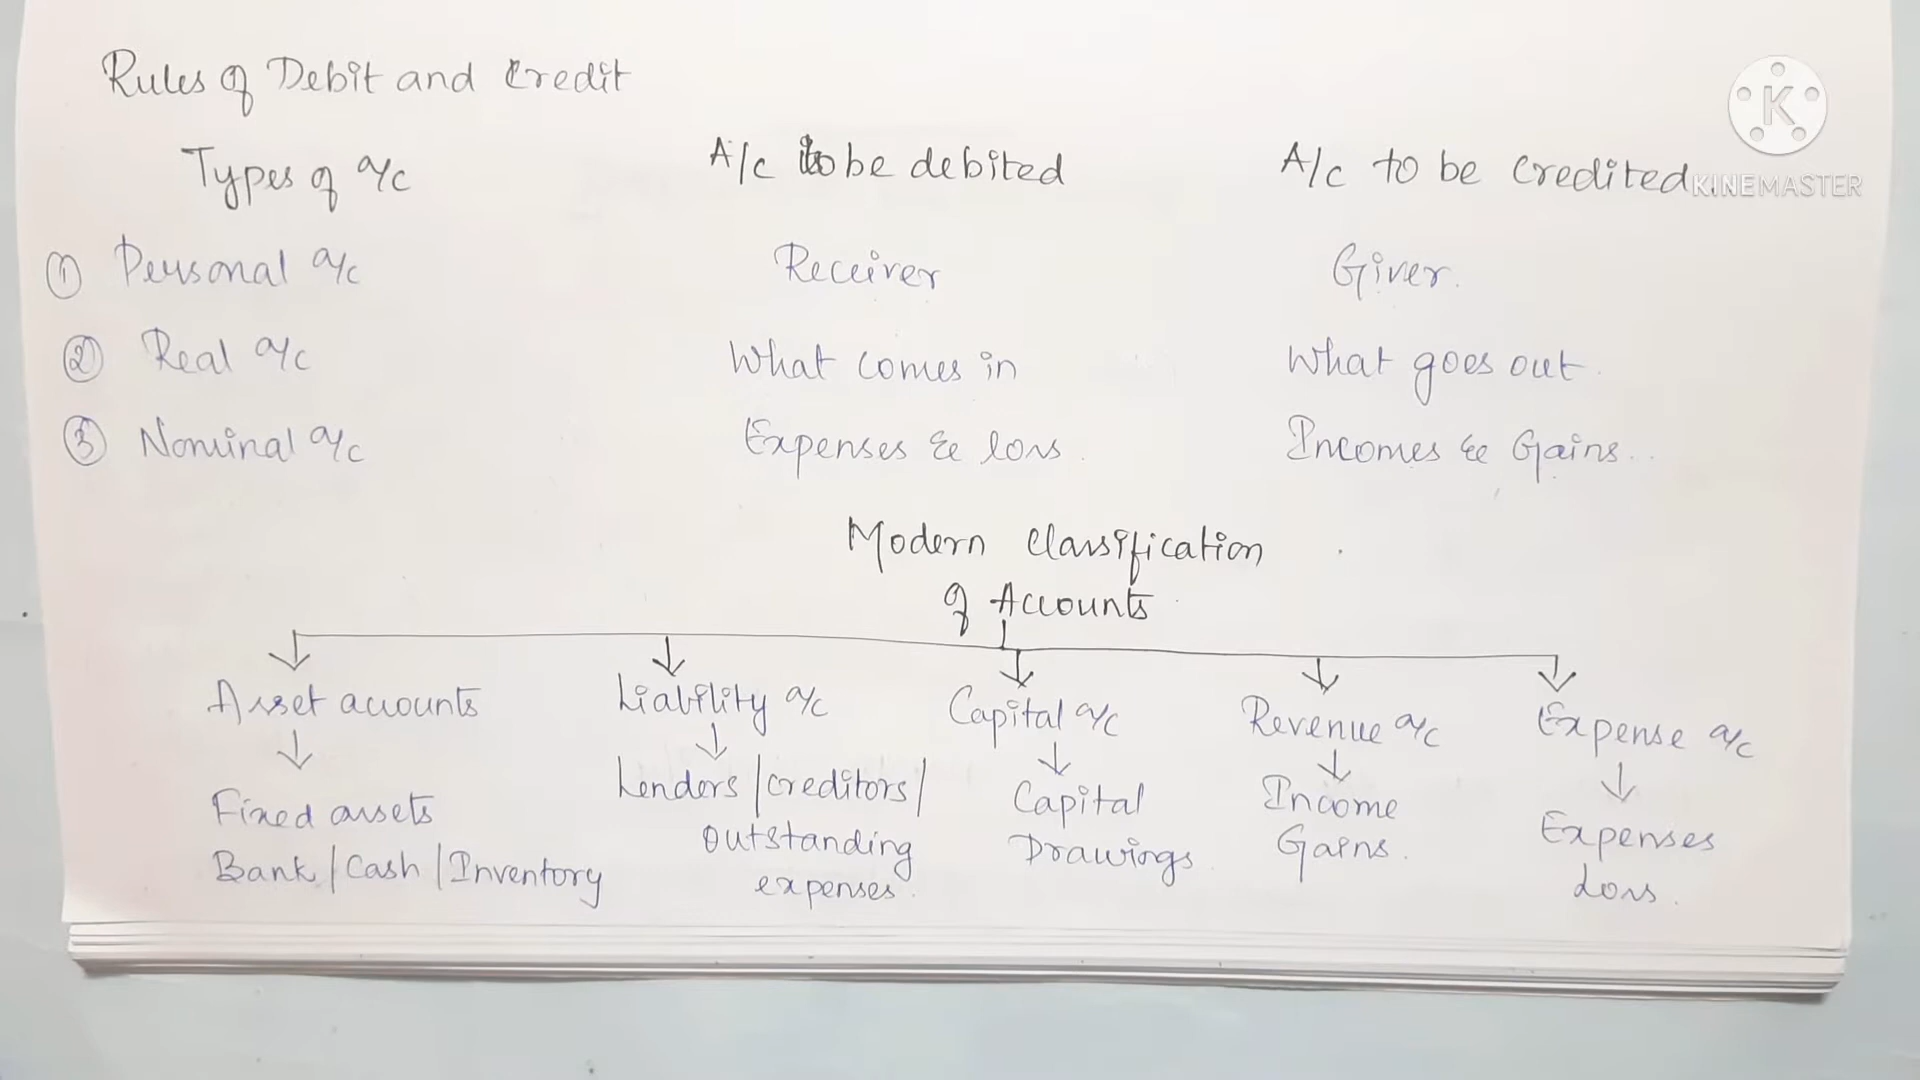 Rules of Debit and Credit
Types of a/c A/c to be debited A/c to be credited.
① Personal a/c Receiver Giver.
② Real a/c What comes in What goes out.
③ Nominal a/c Expenses & loss. Incomes & Gains..
Modern Classification
of Accounts
Asset accounts Liability a/c Capital a/c Revenue a/c Expense a/c
Fixed assets Lenders/creditors/ Capital Income Expenses
Bank/Cash/Inventory outstanding Drawings. Gains. Loss.
expenses.
K
KINEMASTER